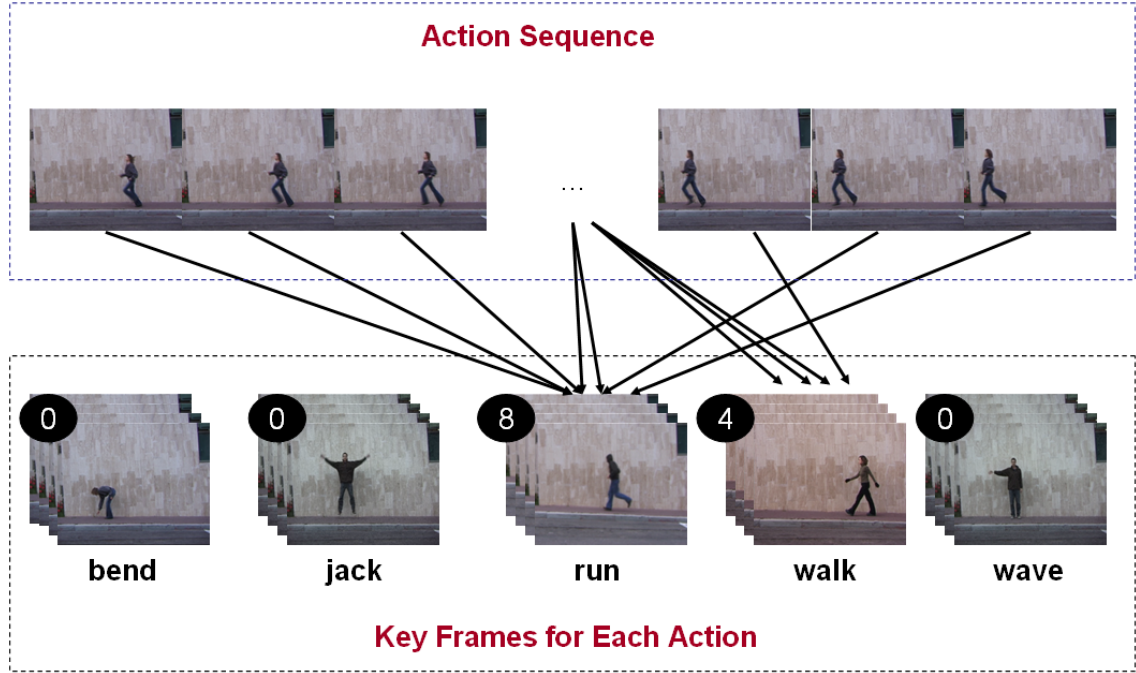 Action Sequence
...
0 0 8 4 0
bend jack run walk wave
Key Frames for Each Action